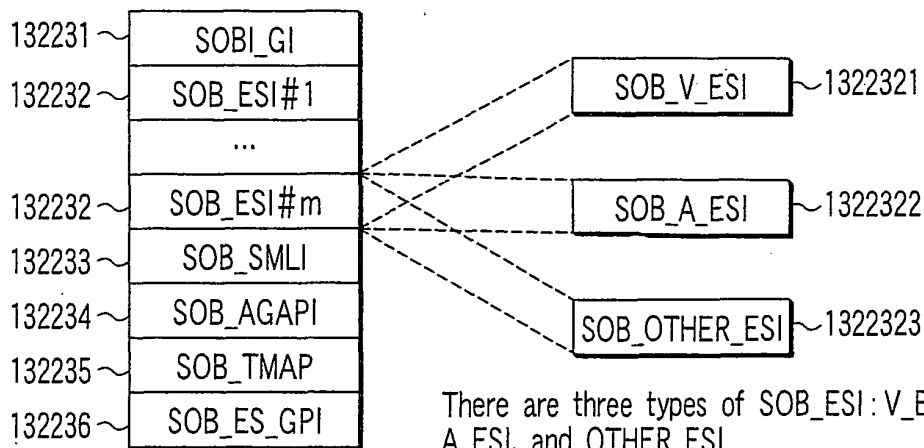 132231 SOBI_GI
132232 SOB_ESI#1
...
132232 SOB_ESI#m
132233 SOB_SMLI
132234 SOB_AGAPI
132235 SOB_TMAP
132236 SOB_ES_GPI
SOB_V_ESI 1322321
SOB_A_ESI 1322322
SOB_OTHER_ESI 1322323
There are three types of SOB_ESI: V_E
A_ESI, and OTHER_ESI